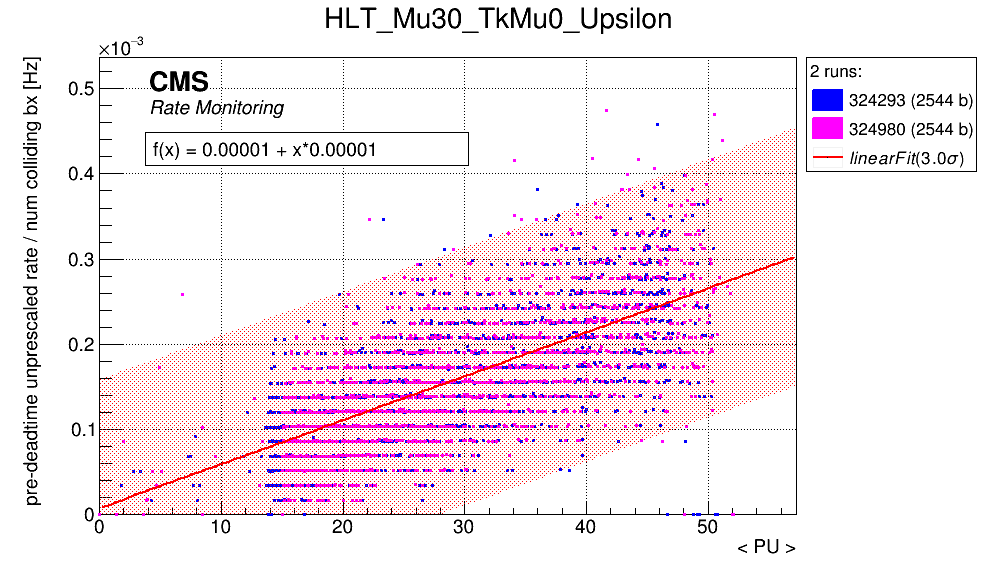 HLT_Mu30_TkMu0_Upsilon
×10⁻³
pre-deadtime unprescaled rate / num colliding bx [Hz]
0.5
0.4
0.3
0.2
0.1
0
CMS
Rate Monitoring
f(x) = 0.00001 + x*0.00001
0 10 20 30 40 50
< PU >
2 runs:
324293 (2544 b)
324980 (2544 b)
linearFit(3.0σ)